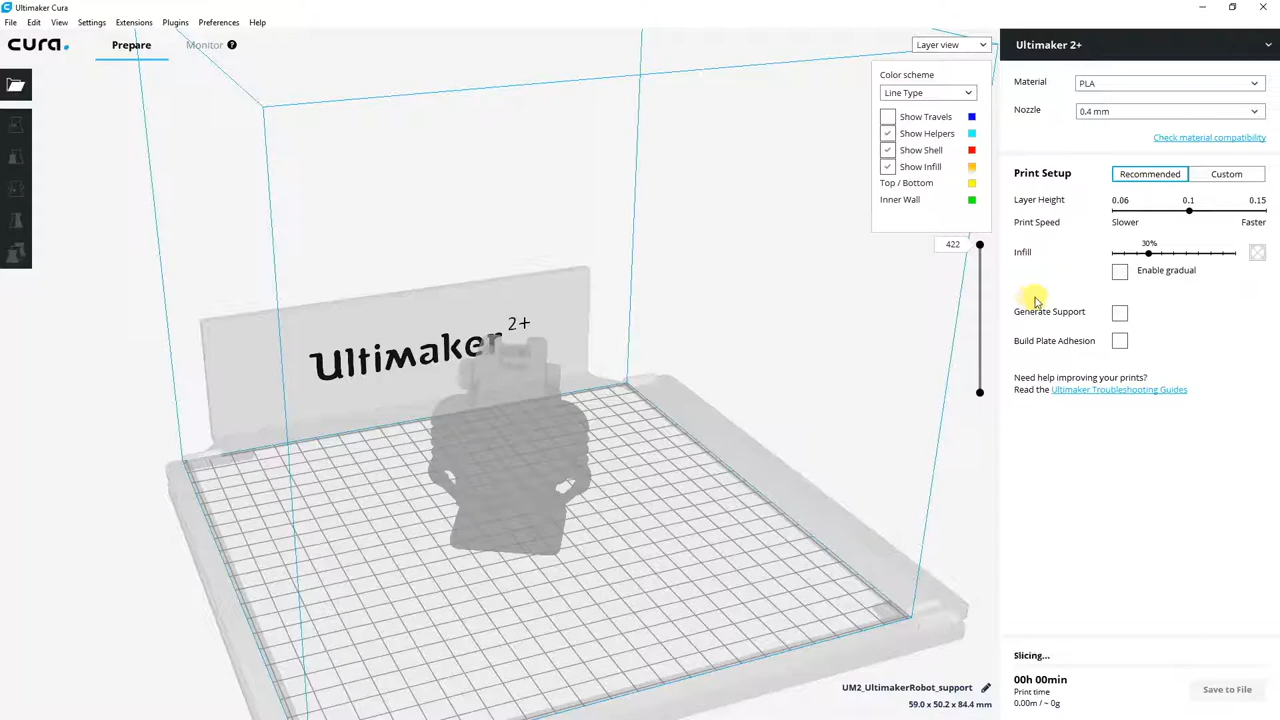 Ultimaker Cura
File Edit View Settings Extensions Plugins Preferences Help
cura. Prepare Monitor ?
Layer view
Color scheme
Line Type
Show Travels
Show Helpers
Show Shell
Show Infill
Top / Bottom
Inner Wall
422
Ultimaker 2+
Ultimaker 2+
Material PLA
Nozzle 0.4 mm
Check material compatibility
Print Setup Recommended Custom
Layer Height 0.06 0.1 0.15
Print Speed Slower Faster
Infill 30%
Enable gradual
Generate Support
Build Plate Adhesion
Need help improving your prints?
Read the Ultimaker Troubleshooting Guides
UM2_UltimakerRobot_support
59.0 x 50.2 x 84.4 mm
Slicing...
00h 00min
Print time
0.00m / ~ 0g
Save to File